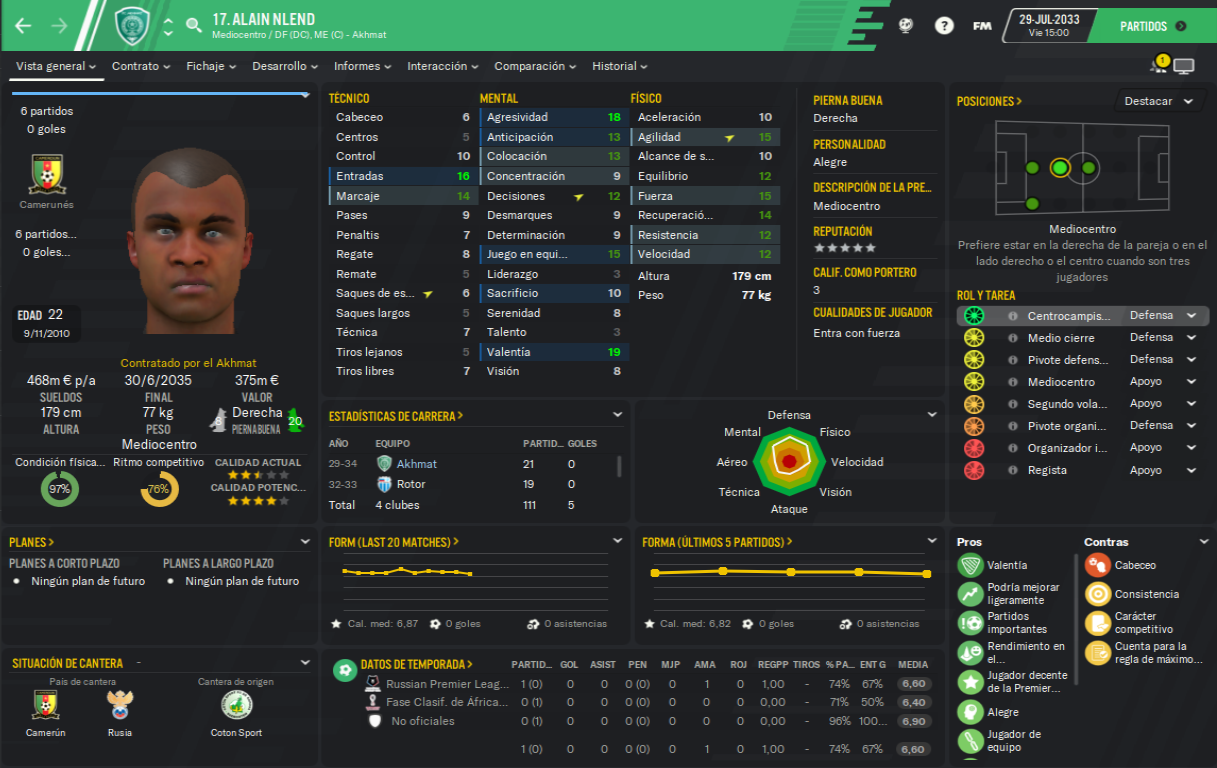 17. ALAIN NLEND
Mediocentro / DF (DC), ME (C) - Akhmat
FM
29-JUL-2033
Vie 15:00
PARTIDOS
Vista general
Contrato
Fichaje
Desarrollo
Informes
Interacción
Comparación
Historial
1
6 partidos
0 goles
Camerunés
6 partidos...
0 goles...
EDAD 22
9/11/2010
Contratado por el Akhmat
468m € p/a
SUELDOS
30/6/2035
FINAL
375m €
VALOR
179 cm
ALTURA
77 kg
PESO
8 Derecha 20
PIERNA BUENA
Mediocentro
Condición física...
97%
Ritmo competitivo
76%
CALIDAD ACTUAL
CALIDAD POTENC...
TÉCNICO
Cabeceo 6
Centros 5
Control 10
Entradas 16
Marcaje 14
Pases 9
Penaltis 7
Regate 8
Remate 5
Saques de es... 6
Saques largos 5
Técnica 7
Tiros lejanos 5
Tiros libres 7
MENTAL
Agresividad 18
Anticipación 13
Colocación 13
Concentración 9
Decisiones 12
Desmarques 9
Determinación 9
Juego en equi... 15
Liderazgo 3
Sacrificio 10
Serenidad 8
Talento 3
Valentía 19
Visión 8
FÍSICO
Aceleración 10
Agilidad 15
Alcance de s... 10
Equilibrio 12
Fuerza 15
Recuperació... 14
Resistencia 12
Velocidad 12
Altura 179 cm
Peso 77 kg
PIERNA BUENA
Derecha
PERSONALIDAD
Alegre
DESCRIPCIÓN DE LA PRE...
Mediocentro
REPUTACIÓN
CALIF. COMO PORTERO
3
CUALIDADES DE JUGADOR
Entra con fuerza
POSICIONES
Destacar
Mediocentro
Prefiere estar en la derecha de la pareja o en el
lado derecho o el centro cuando son tres
jugadores
ROL Y TAREA
Centrocampis... Defensa
Medio cierre Defensa
Pivote defens... Defensa
Mediocentro Apoyo
Segundo vola... Apoyo
Pivote organi... Defensa
Organizador i... Apoyo
Regista Apoyo
ESTADÍSTICAS DE CARRERA
AÑO EQUIPO PARTID... GOLES
29-34 Akhmat 21 0
32-33 Rotor 19 0
Total 4 clubes 111 5
Defensa
Mental
Físico
Aéreo
Velocidad
Técnica
Visión
Ataque
PLANES
PLANES A CORTO PLAZO
Ningún plan de futuro
PLANES A LARGO PLAZO
Ningún plan de futuro
FORM (LAST 20 MATCHES)
Cal. med: 6,87 0 goles 0 asistencias
FORMA (ÚLTIMOS 5 PARTIDOS)
Cal. med: 6,82 0 goles 0 asistencias
Pros
Valentía
Podría mejorar
ligeramente
Partidos
importantes
Rendimiento en
el...
Jugador decente
de la Premier...
Alegre
Jugador de
equipo
Contras
Cabeceo
Consistencia
Carácter
competitivo
Cuenta para la
regla de máximo...
SITUACIÓN DE CANTERA -
País de cantera
Camerún
Rusia
Cantera de origen
Coton Sport
DATOS DE TEMPORADA
PARTID... GOL ASIST PEN MJP AMA ROJ REGPP TIROS % PA... ENT G MEDIA
Russian Premier Leag... 1 (0) 0 0 0 (0) 0 1 0 1,00 - 74% 67% 6,60
Fase Clasif. de África... 0 (1) 0 0 0 (0) 0 0 0 0,00 - 71% 50% 6,40
No oficiales 0 (1) 0 0 0 (0) 0 0 0 0,00 - 96% 100... 6,90
1 (0) 0 0 0 (0) 0 1 0 1,00 - 74% 67% 6,60